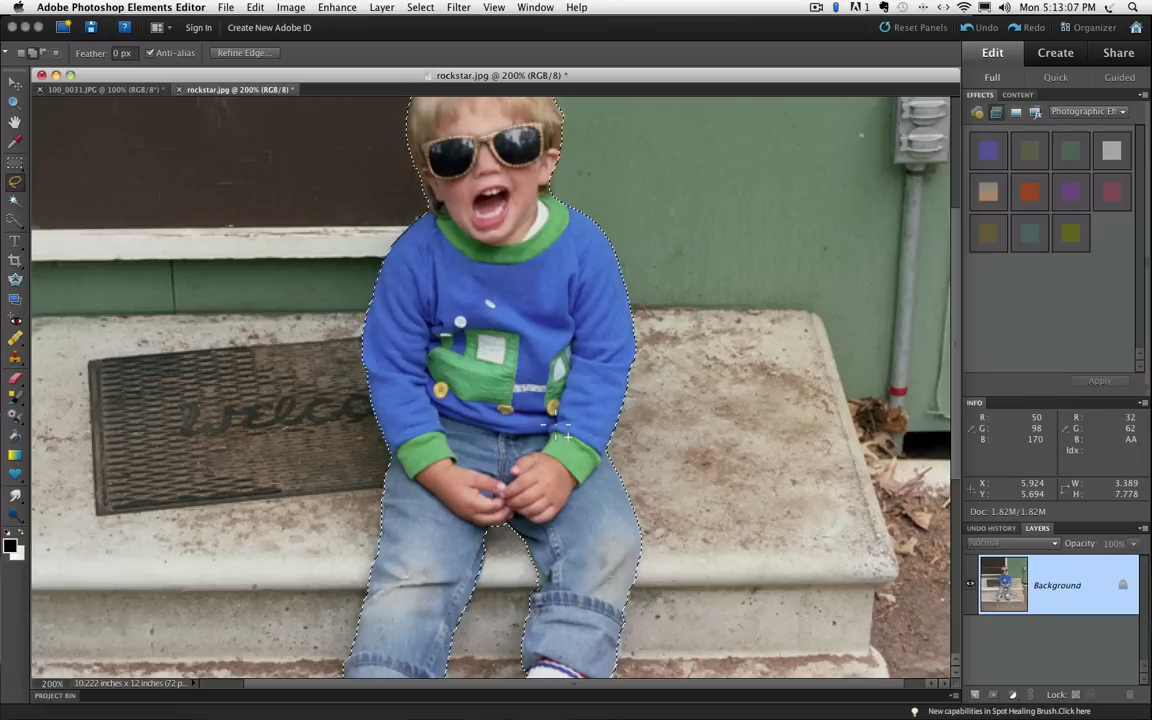 Adobe Photoshop Elements Editor File Edit Image Enhance Layer Select Filter View Window Help 1 Mon 5:13:07 PM
Sign In Create New Adobe ID Reset Panels Undo Redo Organizer
Feather: 0 px Anti-alias Refine Edge... Edit Create Share
rockstar.jpg @ 200% (RGB/8) * Full Quick Guided
100_0031.JPG @ 100% (RGB/8*) * rockstar.jpg @ 200% (RGB/8) * EFFECTS CONTENT
Photographic Eff
welco
Apply
INFO
R: 50 R: 32
G: 98 G: 62
B: 170 B: AA
Idx:
X: 5.924 W: 3.389
Y: 5.694 H: 7.778
Doc: 1.82M/1.82M
UNDO HISTORY LAYERS
Normal Opacity: 100%
Background
200% 10.222 inches x 12 inches (72 p... Lock:
PROJECT BIN
New capabilities in Spot Healing Brush.Click here